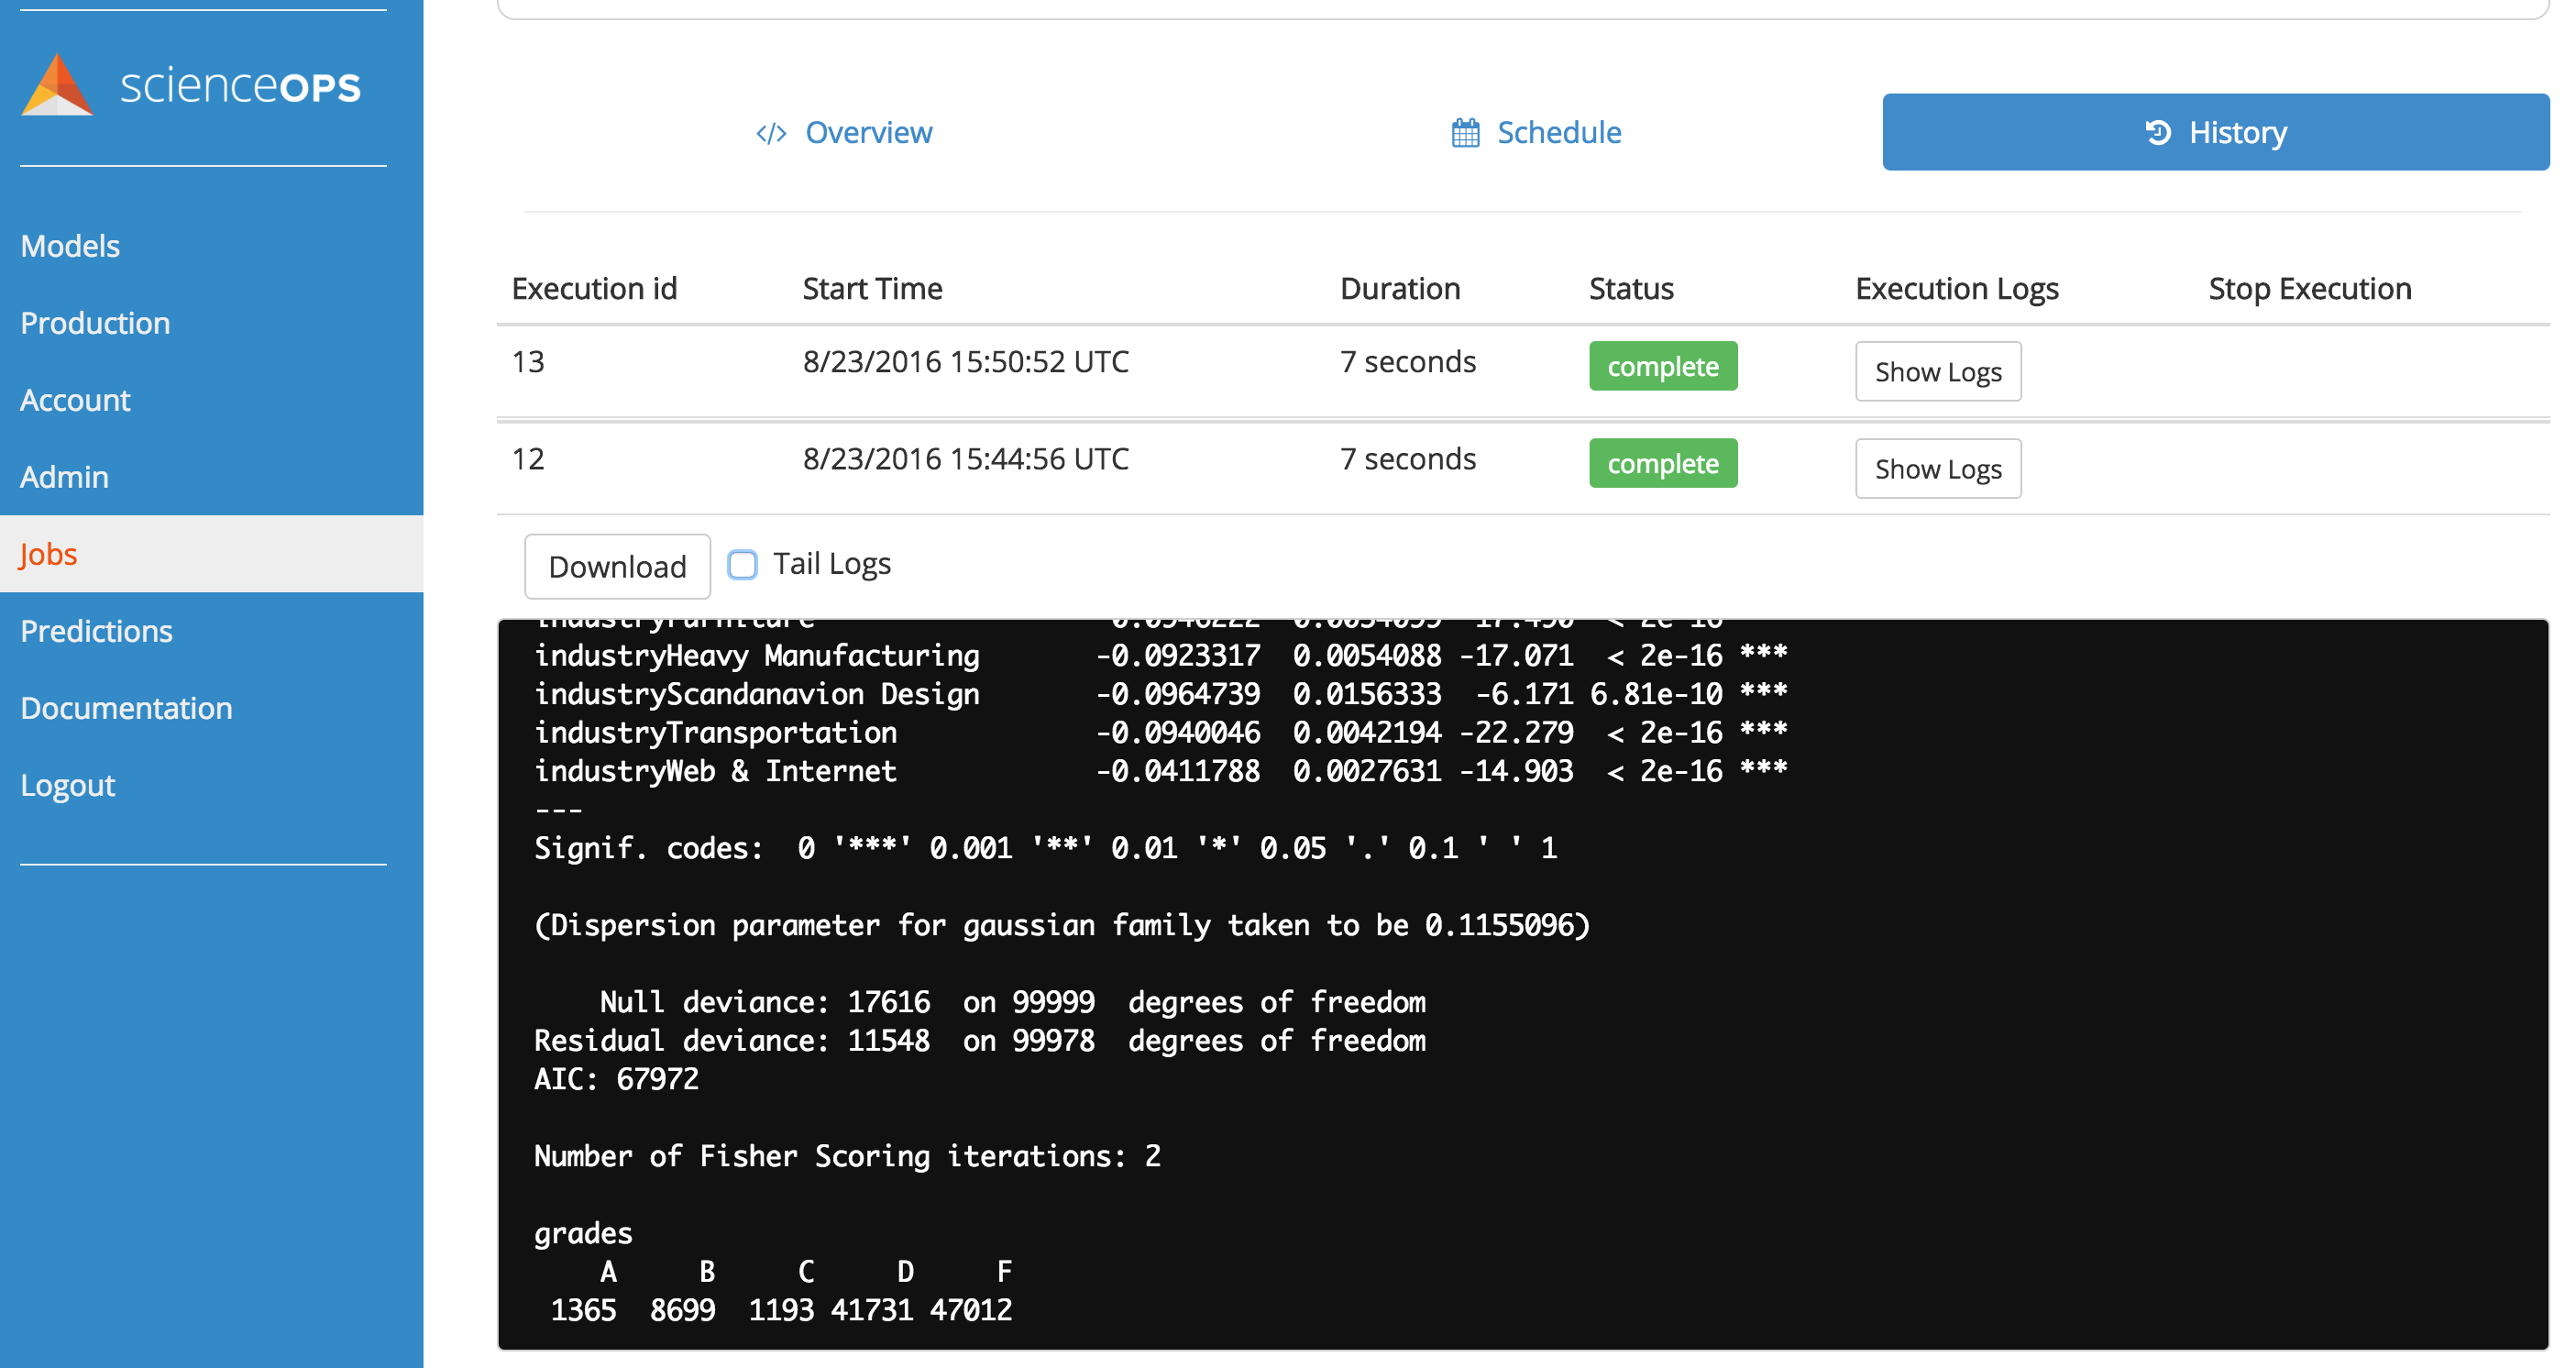 scienceOPS
Models
Production
Account
Admin
Jobs
Predictions
Documentation
Logout
</> Overview
Schedule
History
Execution id Start Time Duration Status Execution Logs Stop Execution
13 8/23/2016 15:50:52 UTC 7 seconds complete Show Logs
12 8/23/2016 15:44:56 UTC 7 seconds complete Show Logs
Download Tail Logs
industryHeavy Manufacturing -0.0923317 0.0054088 -17.071 < 2e-16 ***
industryScandanavion Design -0.0964739 0.0156333 -6.171 6.81e-10 ***
industryTransportation -0.0940046 0.0042194 -22.279 < 2e-16 ***
industryWeb & Internet -0.0411788 0.0027631 -14.903 < 2e-16 ***
---
Signif. codes: 0 '***' 0.001 '**' 0.01 '*' 0.05 '.' 0.1 ' ' 1
(Dispersion parameter for gaussian family taken to be 0.1155096)
Null deviance: 17616 on 99999 degrees of freedom
Residual deviance: 11548 on 99978 degrees of freedom
AIC: 67972
Number of Fisher Scoring iterations: 2
grades
A B C D F
1365 8699 1193 41731 47012